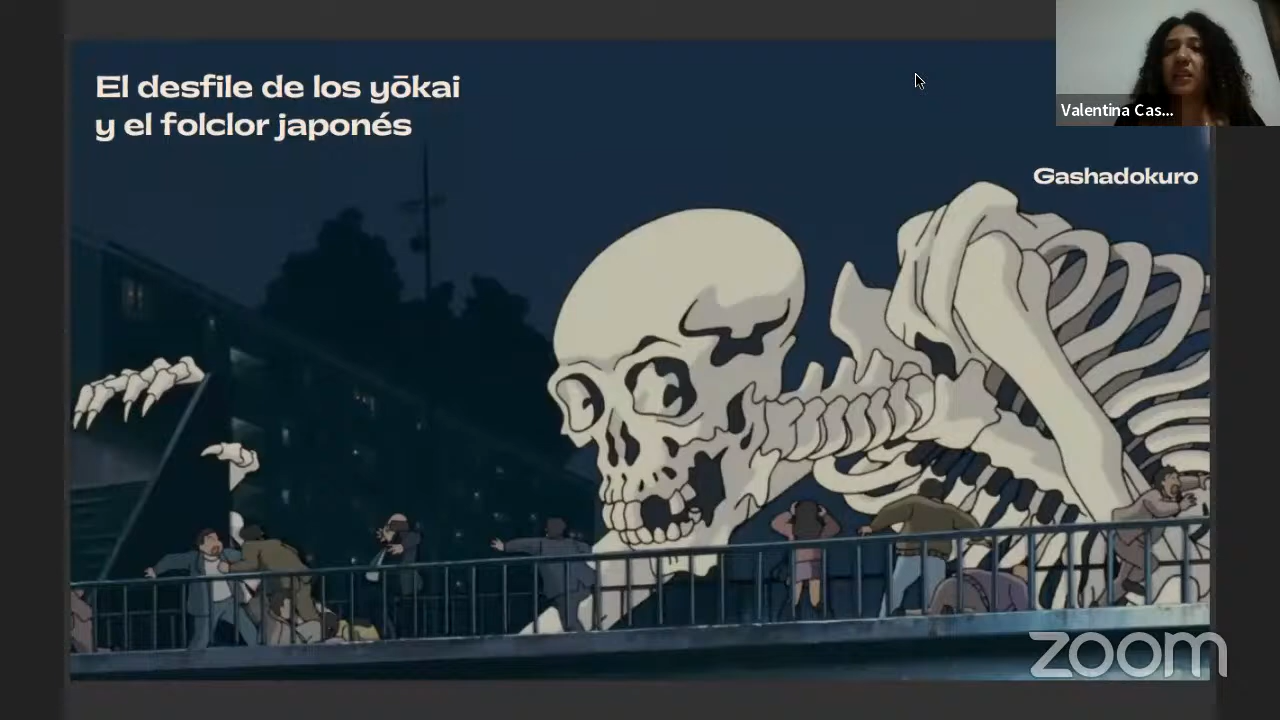 El desfile de los yōkai
y el folclor japonés
Valentina Cas...
Gashadokuro
zoom